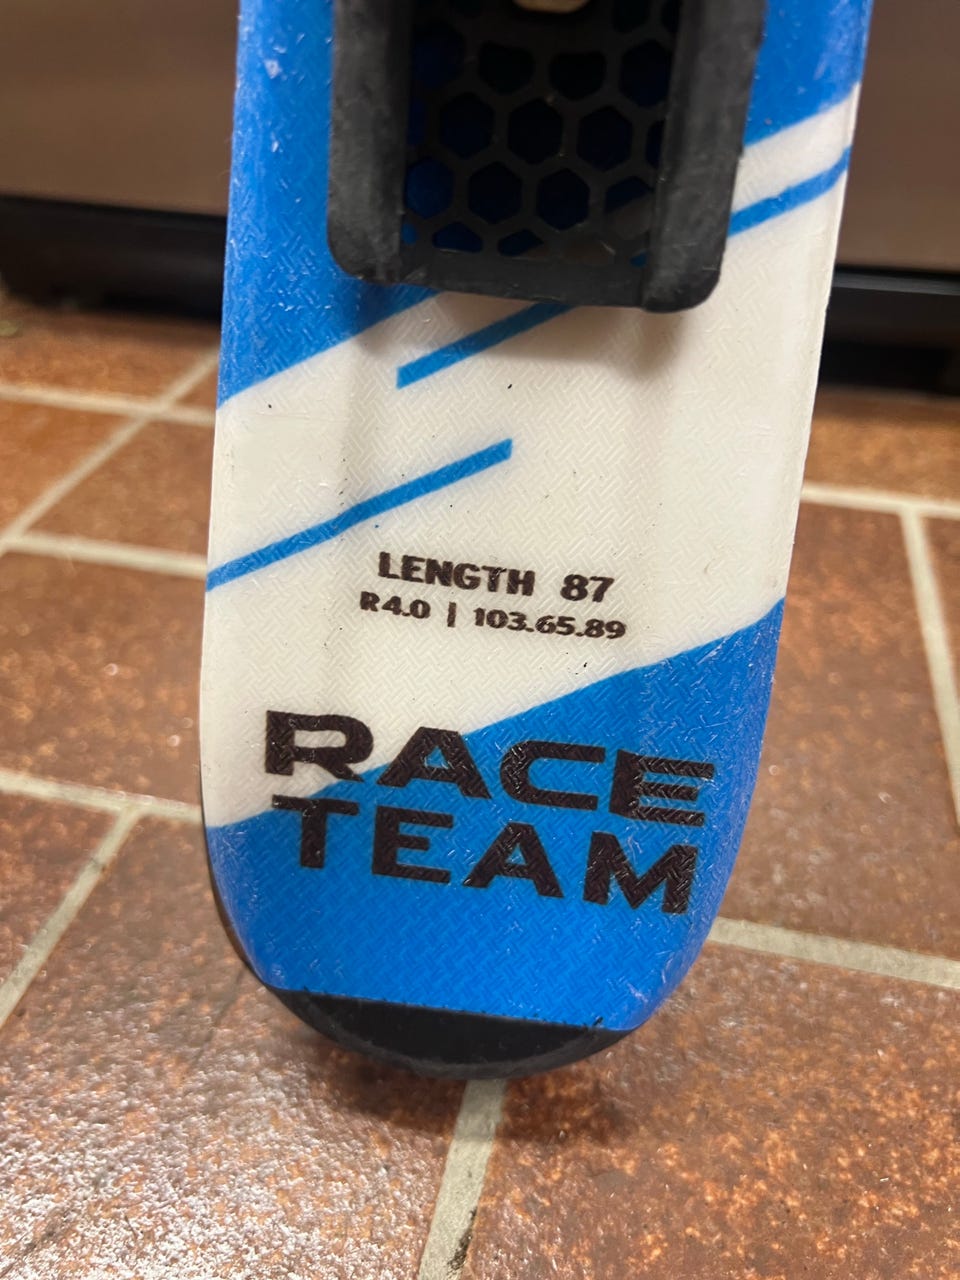 LENGTH 87
R4.0 | 103.65.89
RACE
TEAM